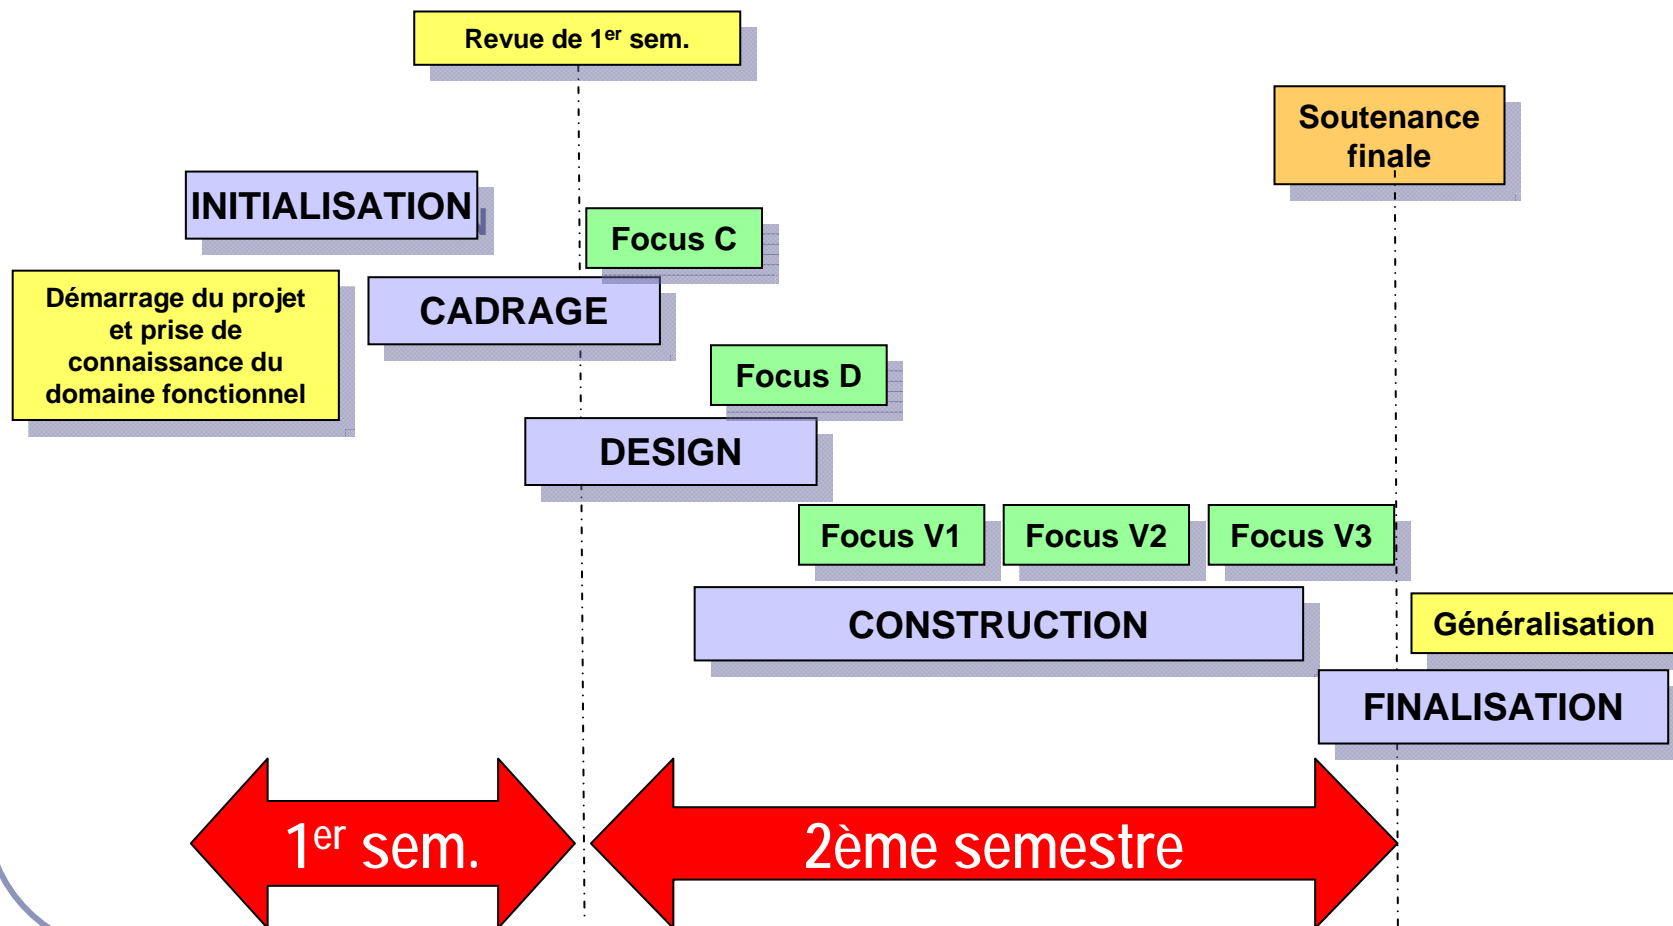 Revue de 1er sem.
Soutenance
finale
INITIALISATION
Focus C
Démarrage du projet
et prise de
connaissance du
domaine fonctionnel
CADRAGE
Focus D
DESIGN
Focus V1
Focus V2
Focus V3
CONSTRUCTION
Généralisation
FINALISATION
1er sem.
2ème semestre